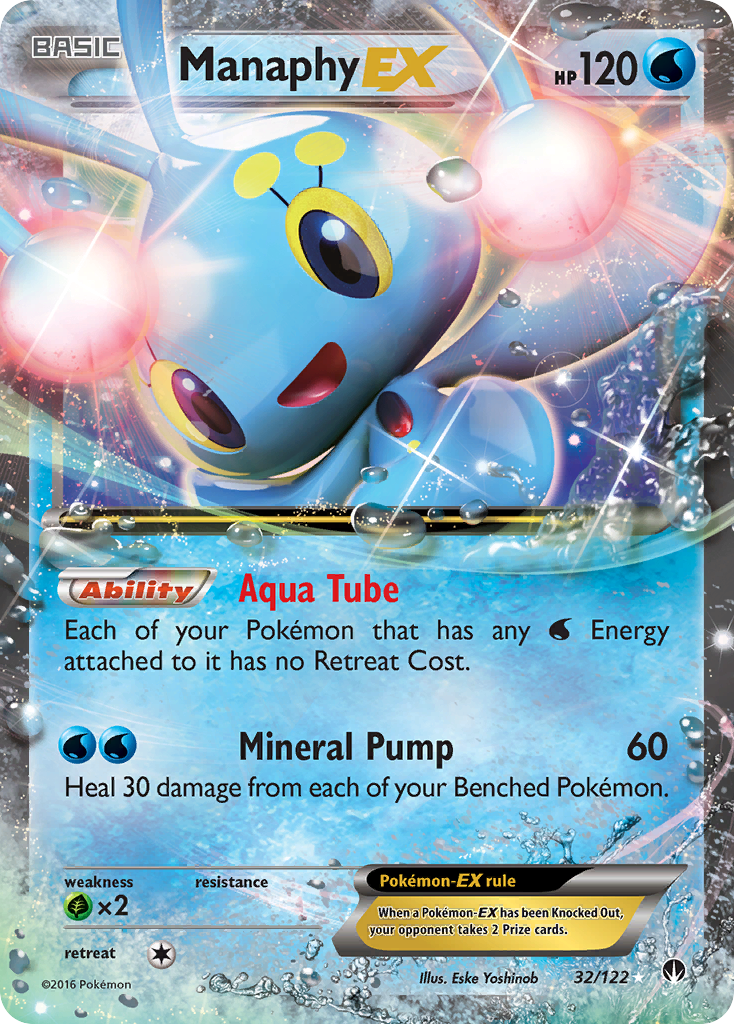 BASIC
Manaphy EX
HP 120
Ability Aqua Tube
Each of your Pokémon that has any Energy
attached to it has no Retreat Cost.
Mineral Pump 60
Heal 30 damage from each of your Benched Pokémon.
weakness resistance
×2
retreat
Pokémon-EX rule
When a Pokémon-EX has been Knocked Out,
your opponent takes 2 Prize cards.
©2016 Pokémon
Illus. Eske Yoshinob
32/122